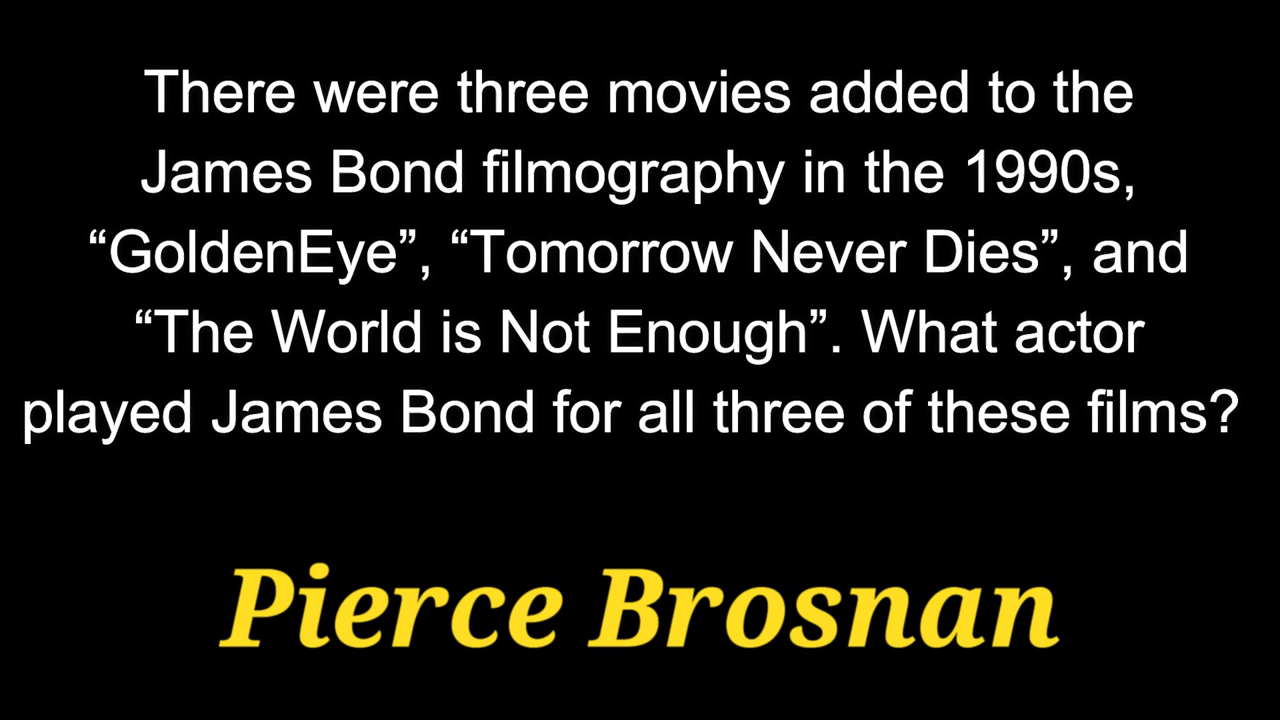 There were three movies added to the
James Bond filmography in the 1990s,
“GoldenEye”, “Tomorrow Never Dies”, and
“The World is Not Enough”. What actor
played James Bond for all three of these films?
Pierce Brosnan